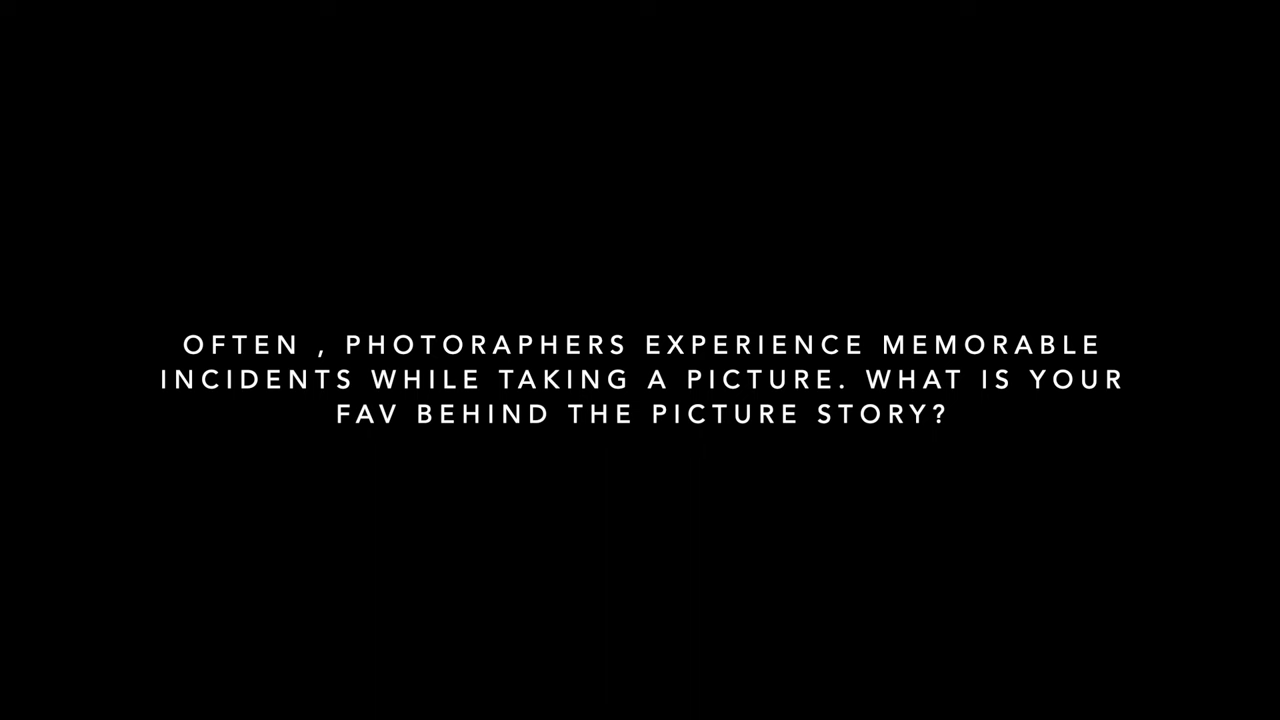 OFTEN , PHOTORAPHERS EXPERIENCE MEMORABLE
INCIDENTS WHILE TAKING A PICTURE. WHAT IS YOUR
FAV BEHIND THE PICTURE STORY?